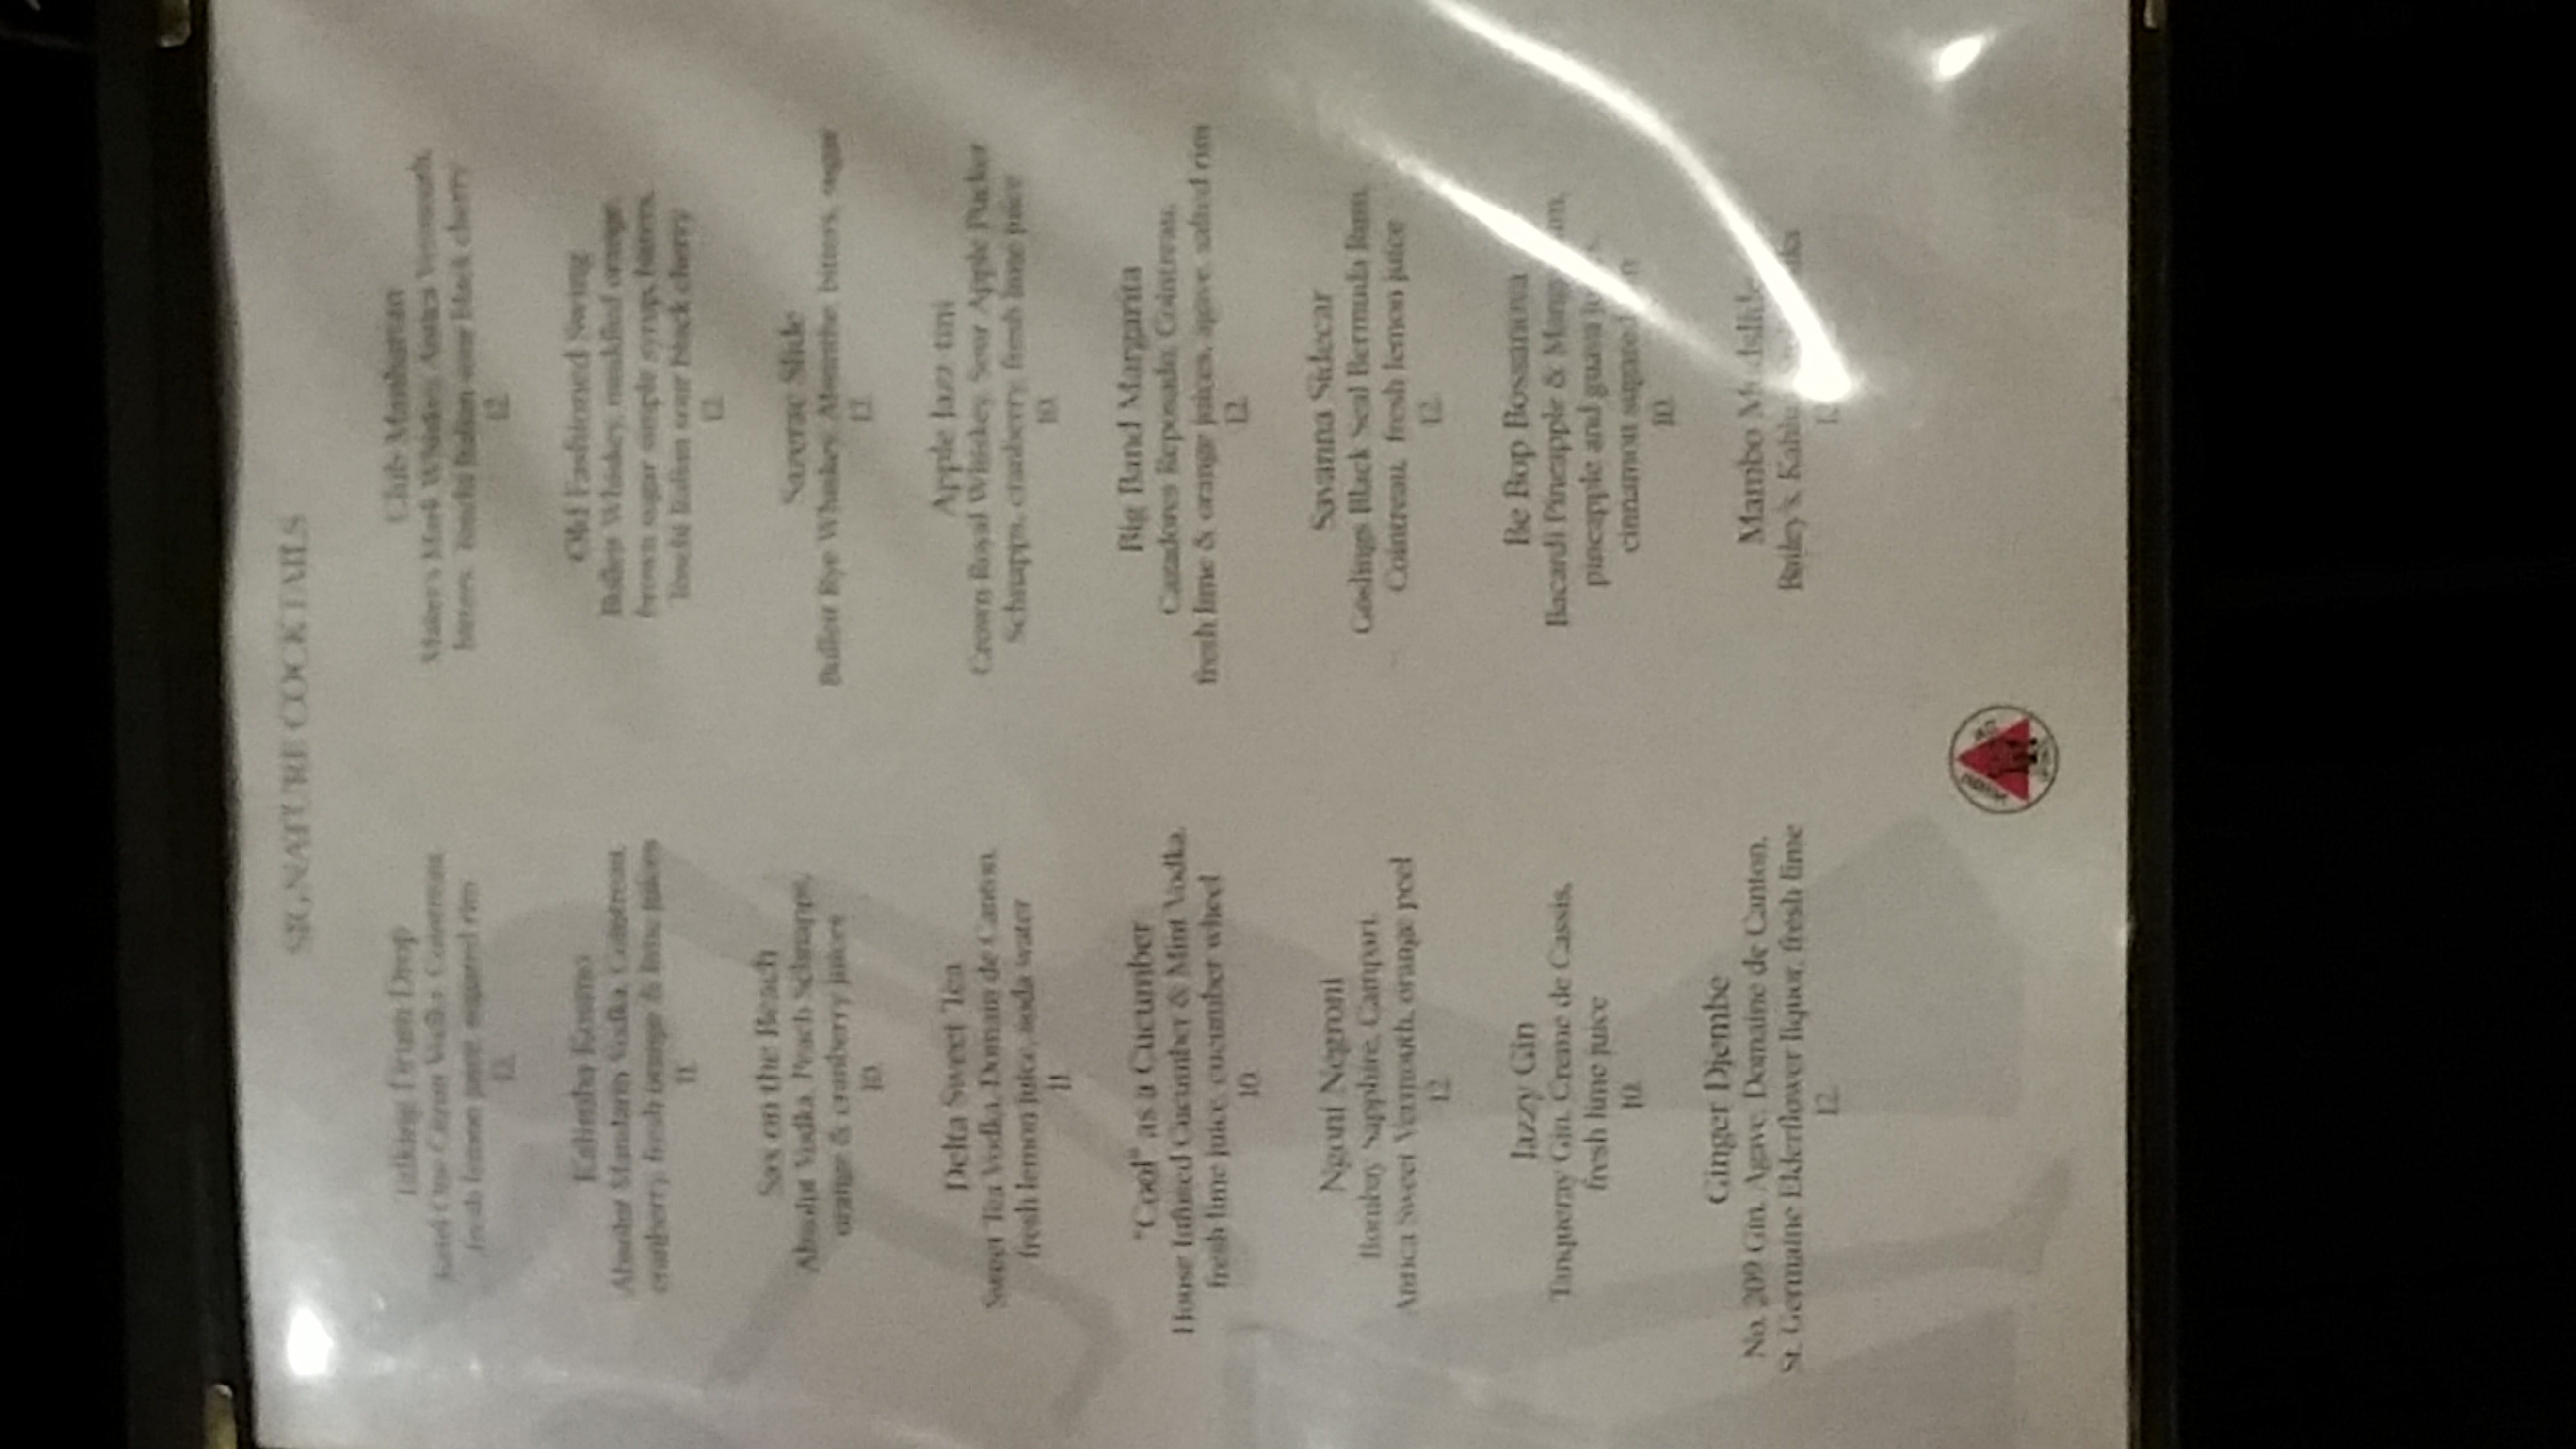 SIGNATURE COCKTAILS
Talking Drum Drop
Ketel One Citron Vodka, Cointreau
fresh lemon juice, sugared rim
12.
Kalimba Kosmo
Absolut Mandarin Vodka, Cointreau,
cranberry, fresh orange & lime juices
11.
Sax on the Beach
Absolut Vodka, Peach Schnapps,
orange & cranberry juices
10.
Delta Sweet Tea
Sweet Tea Vodka, Domain de Canton,
fresh lemon juice, soda water
11.
"Cool" as a Cucumber
House Infused Cucumber & Mint Vodka,
fresh lime juice, cucumber wheel
10.
Ngoni Negroni
Bombay Sapphire, Campari,
Antica Sweet Vermouth, orange peel
12.
Jazzy Gin
Tanqueray Gin, Creme de Cassis,
fresh lime juice
10.
Ginger Djembe
No. 209 Gin, Agave, Domaine de Canton,
St. Germaine Elderflower liquor, fresh lime
12.
Club Manhattan
Maker's Mark Whiskey, Vermouth,
bitters, Toschi Italian sour black cherry
12.
Old Fashioned Swing
Bulleit Whiskey, muddled orange,
brown sugar simple syrup, bitters,
Toschi Italian sour black cherry
12.
Sazerac Slide
Bulleit Rye Whiskey, Absinthe, bitters, sugar
12.
Apple Jazz-tini
Crown Royal Whiskey, Sour Apple Pucker
Schnapps, cranberry, fresh lime juice
10.
Big Band Margarita
Cazadores Reposado, Cointreau,
fresh lime & orange juices, agave, salted rim
12.
Savanna Sidecar
Goslings Black Seal Bermuda Rum,
Cointreau, fresh lemon juice
12.
Be Bop Bossanova
Bacardi Pineapple &
pineapple and guava
cinnamon sugared
10.
Mambo
Bailey's,